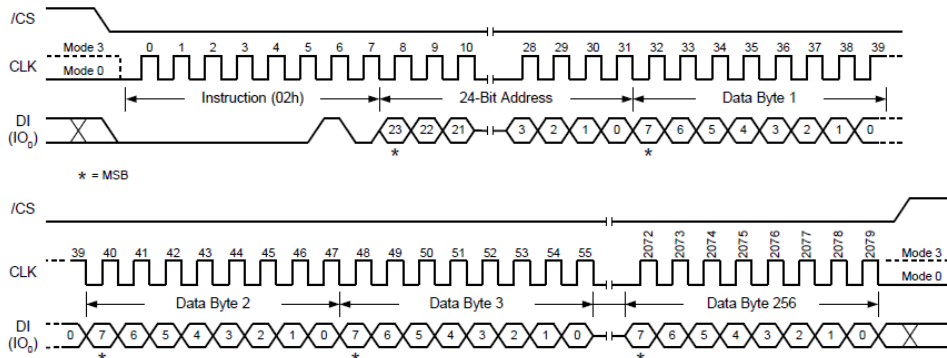 /CS
Mode 3 0 1 2 3 4 5 6 7 8 9 10 28 29 30 31 32 33 34 35 36 37 38 39
CLK
Mode 0
Instruction (02h) 24-Bit Address Data Byte 1
DI
(IO0) 23 22 21 3 2 1 0 7 6 5 4 3 2 1 0
* *
* = MSB
/CS
39 40 41 42 43 44 45 46 47 48 49 50 51 52 53 54 55 2072 2073 2074 2075 2076 2077 2078 2079 Mode 3
CLK
Mode 0
Data Byte 2 Data Byte 3 Data Byte 256
DI
(IO0) 0 7 6 5 4 3 2 1 0 7 6 5 4 3 2 1 0 7 6 5 4 3 2 1 0
* * *